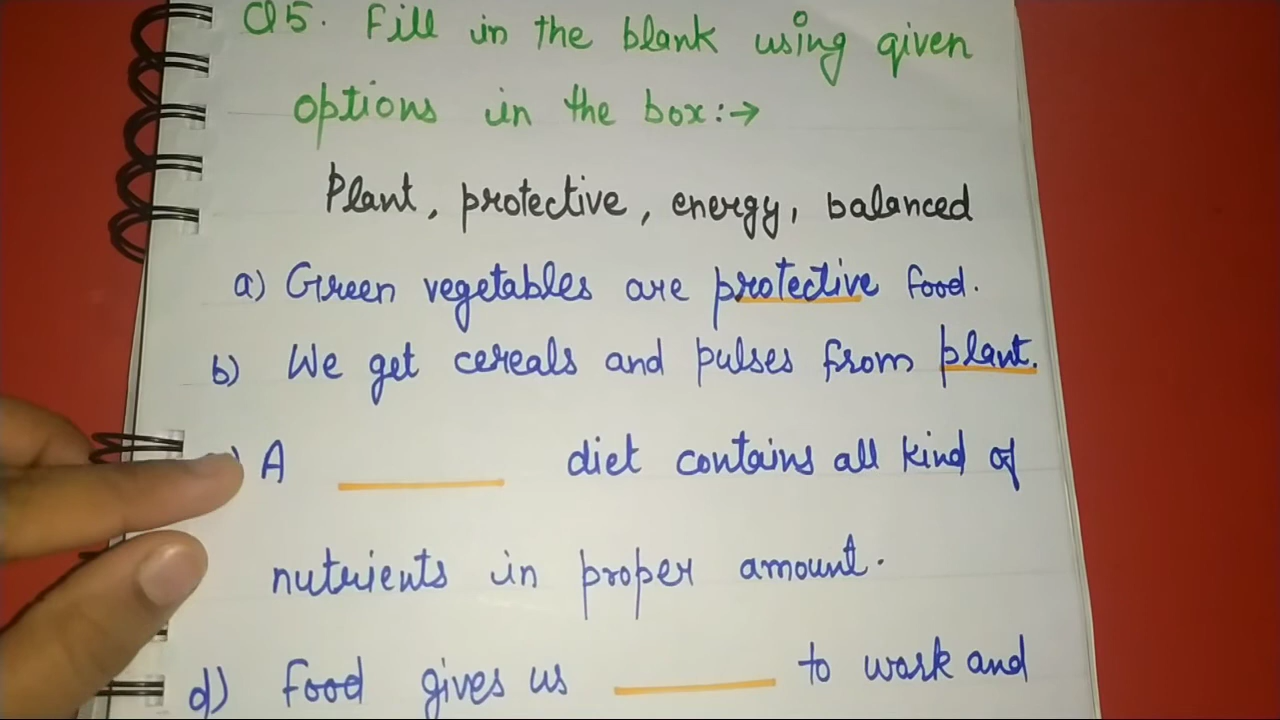 Q5. Fill in the blank using given
options in the box:→
Plant, protective, energy, balanced
a) Green vegetables are protective food.
b) We get cereals and pulses from plant.
) A ______ diet contains all kind of
nutrients in proper amount.
d) Food gives us ______ to work and